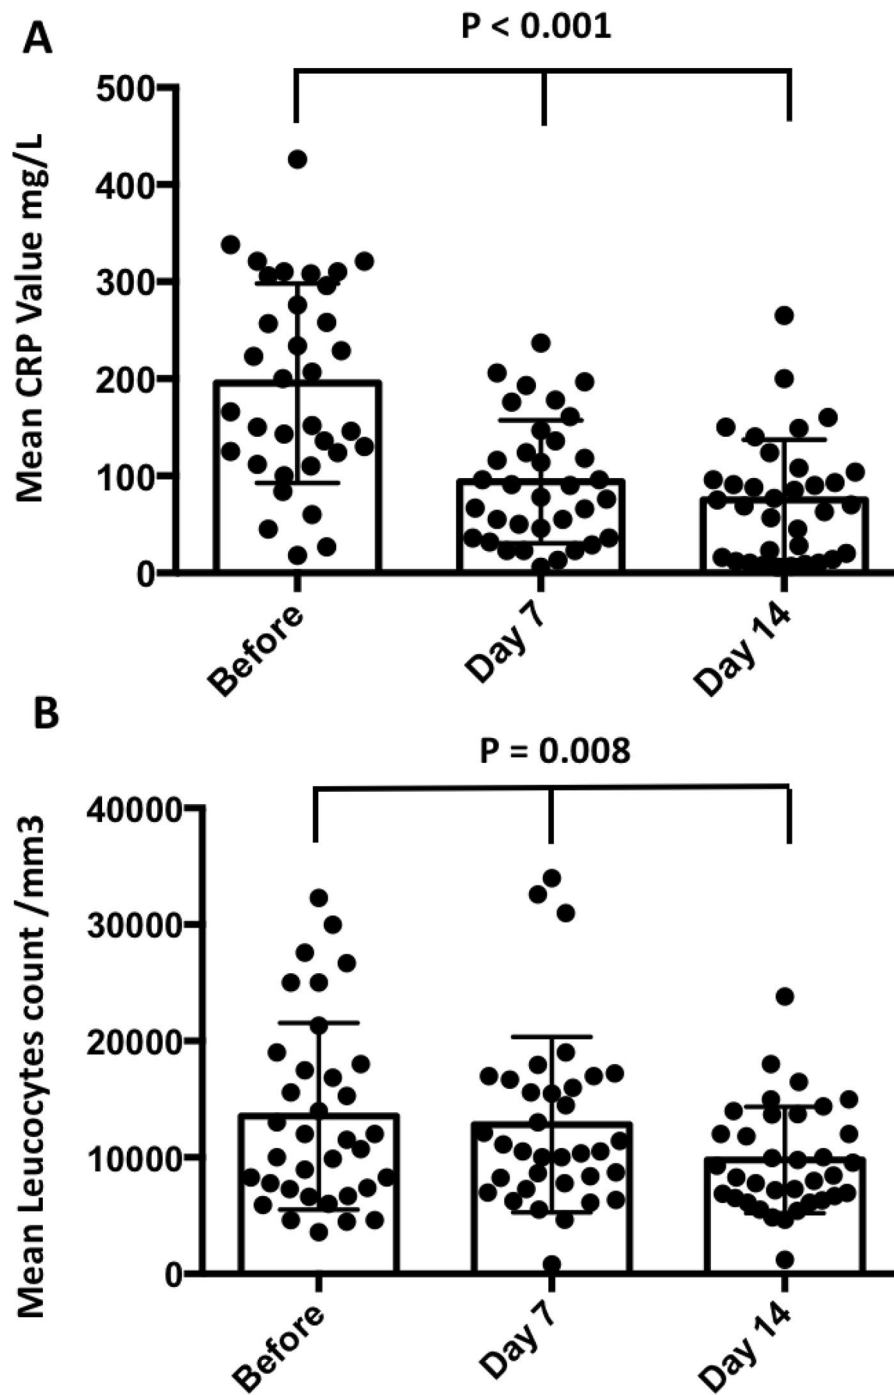 A
P < 0.001
Mean CRP Value mg/L
500
400
300
200
100
0
Before
Day 7
Day 14
B
P = 0.008
Mean Leucocytes count /mm3
40000
30000
20000
10000
0
Before
Day 7
Day 14